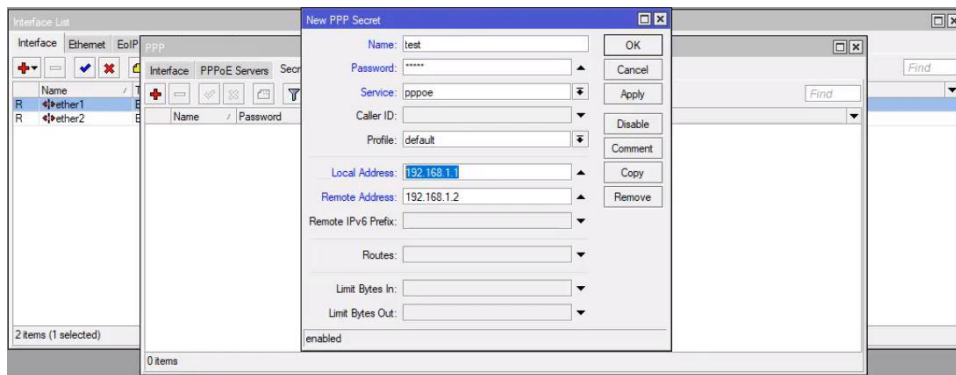 Interface List
Interface Ethernet EoIP
Find
Name
R ether1
R ether2
2 items (1 selected)
PPP
Interface PPPoE Servers Secr
Find
Name Password
0 items
New PPP Secret
Name: test OK
Password: ***** Cancel
Service: pppoe Apply
Caller ID:
Disable
Profile: default
Comment
Local Address: 192.168.1.1 Copy
Remote Address: 192.168.1.2 Remove
Remote IPv6 Prefix:
Routes:
Limit Bytes In:
Limit Bytes Out:
enabled